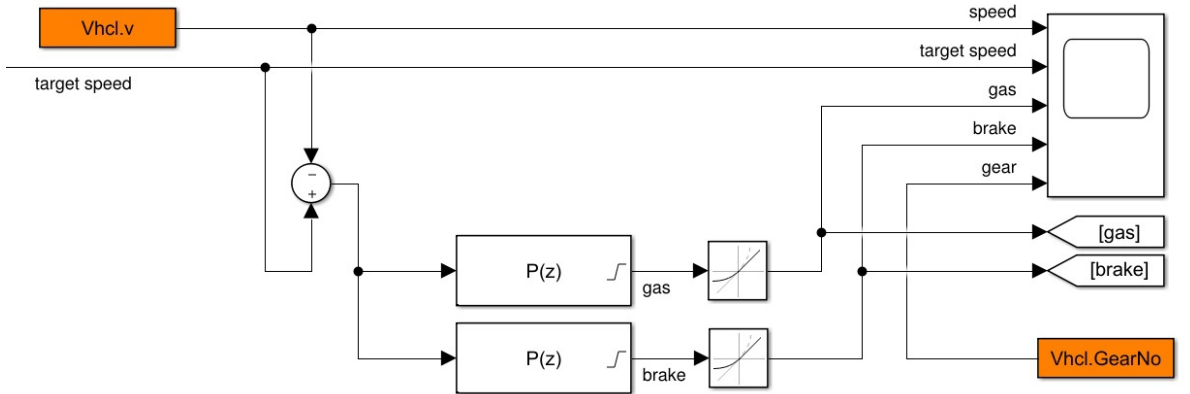 Vhcl.v
speed
target speed
target speed
gas
brake
gear
−
+
P(z)
gas
[gas]
[brake]
P(z)
brake
Vhcl.GearNo